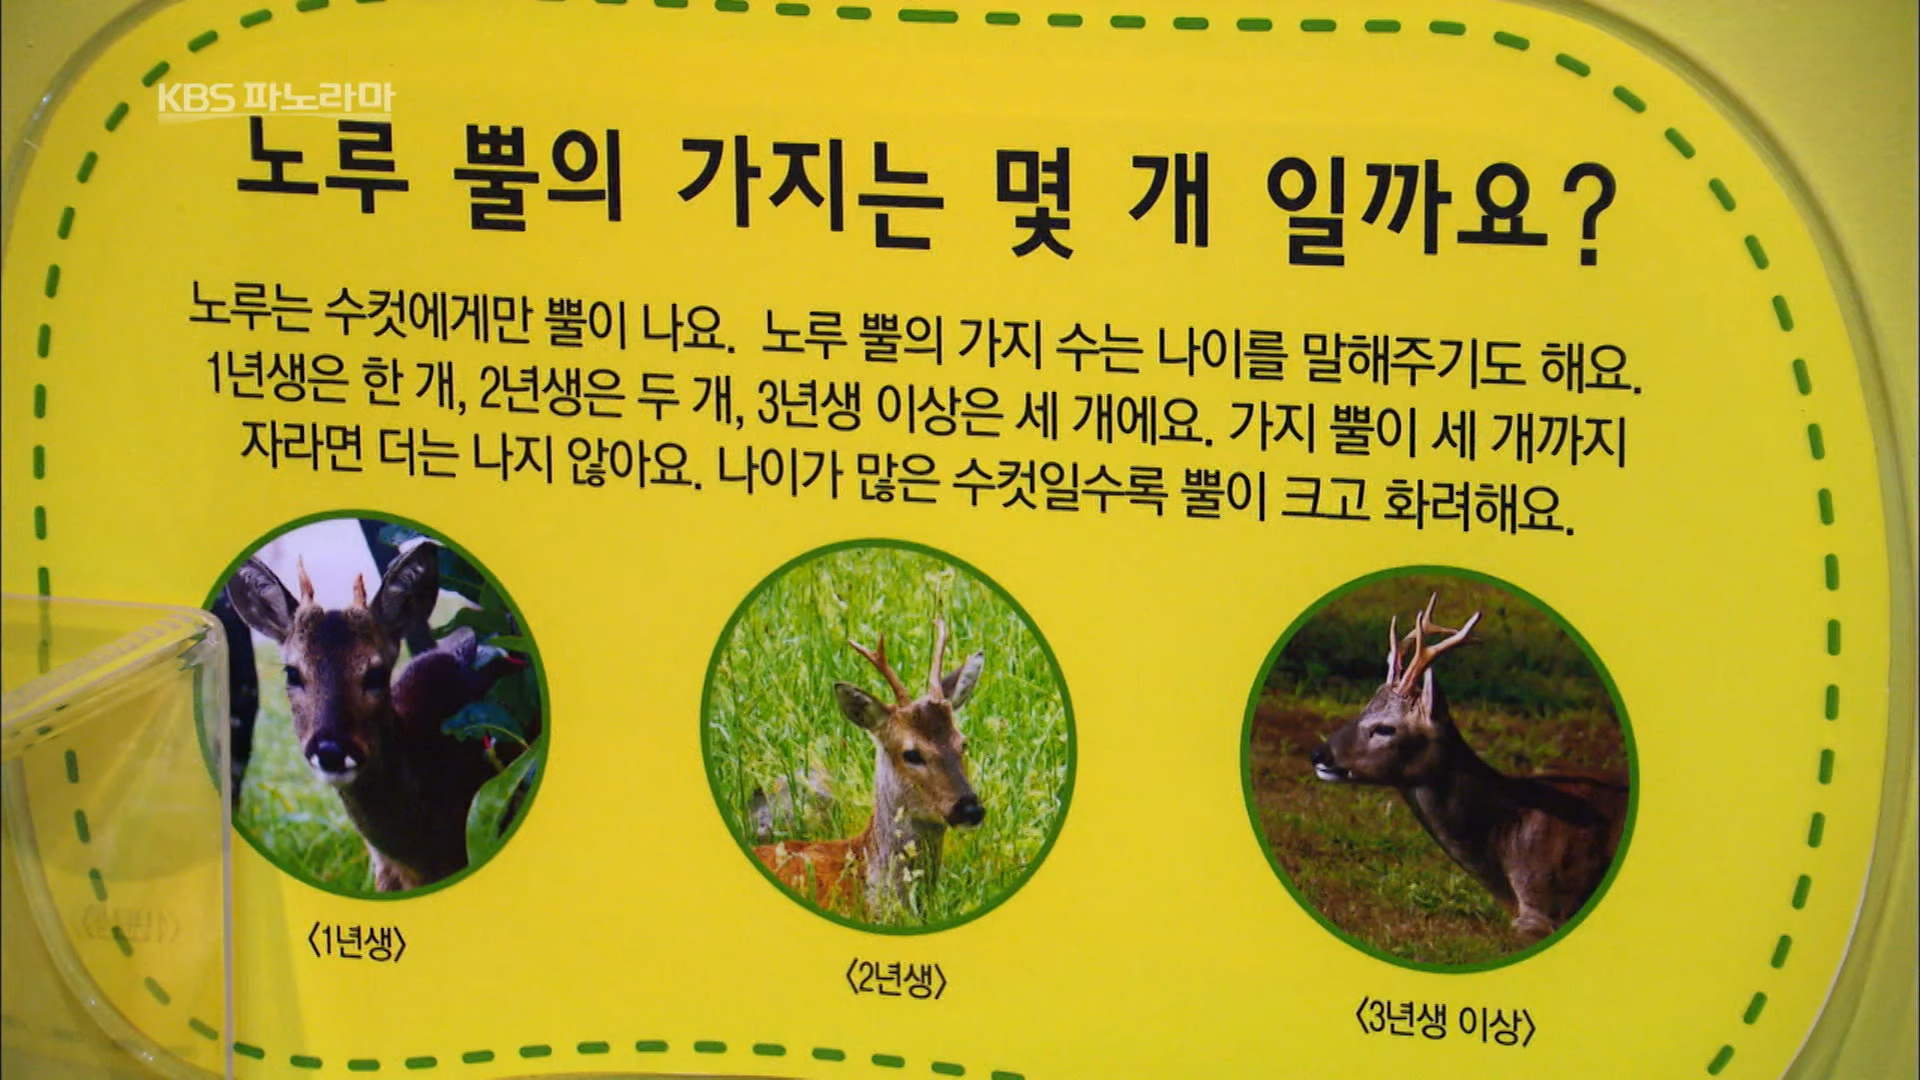 KBS 파노라마
노루 뿔의 가지는 몇 개 일까요?
노루는 수컷에게만 뿔이 나요. 노루 뿔의 가지 수는 나이를 말해주기도 해요.
1년생은 한 개, 2년생은 두 개, 3년생 이상은 세 개에요. 가지 뿔이 세 개까지
자라면 더는 나지 않아요. 나이가 많은 수컷일수록 뿔이 크고 화려해요.
〈1년생〉
〈2년생〉
〈3년생 이상〉